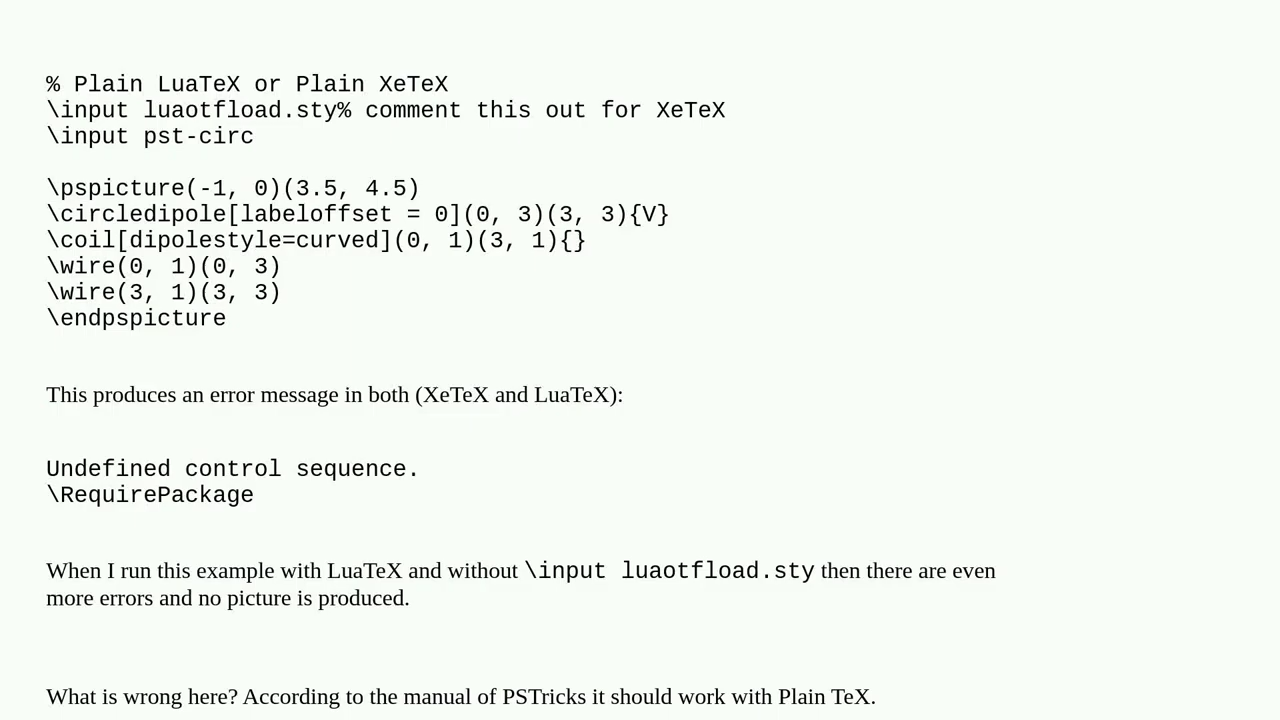 % Plain LuaTeX or Plain XeTeX
\input luaotfload.sty% comment this out for XeTeX
\input pst-circ
\pspicture(-1, 0)(3.5, 4.5)
\circledipole[labeloffset = 0](0, 3)(3, 3){V}
\coil[dipolestyle=curved](0, 1)(3, 1){}
\wire(0, 1)(0, 3)
\wire(3, 1)(3, 3)
\endpspicture
This produces an error message in both (XeTeX and LuaTeX):
Undefined control sequence.
\RequirePackage
When I run this example with LuaTeX and without \input luaotfload.sty then there are even
more errors and no picture is produced.
What is wrong here? According to the manual of PSTricks it should work with Plain TeX.